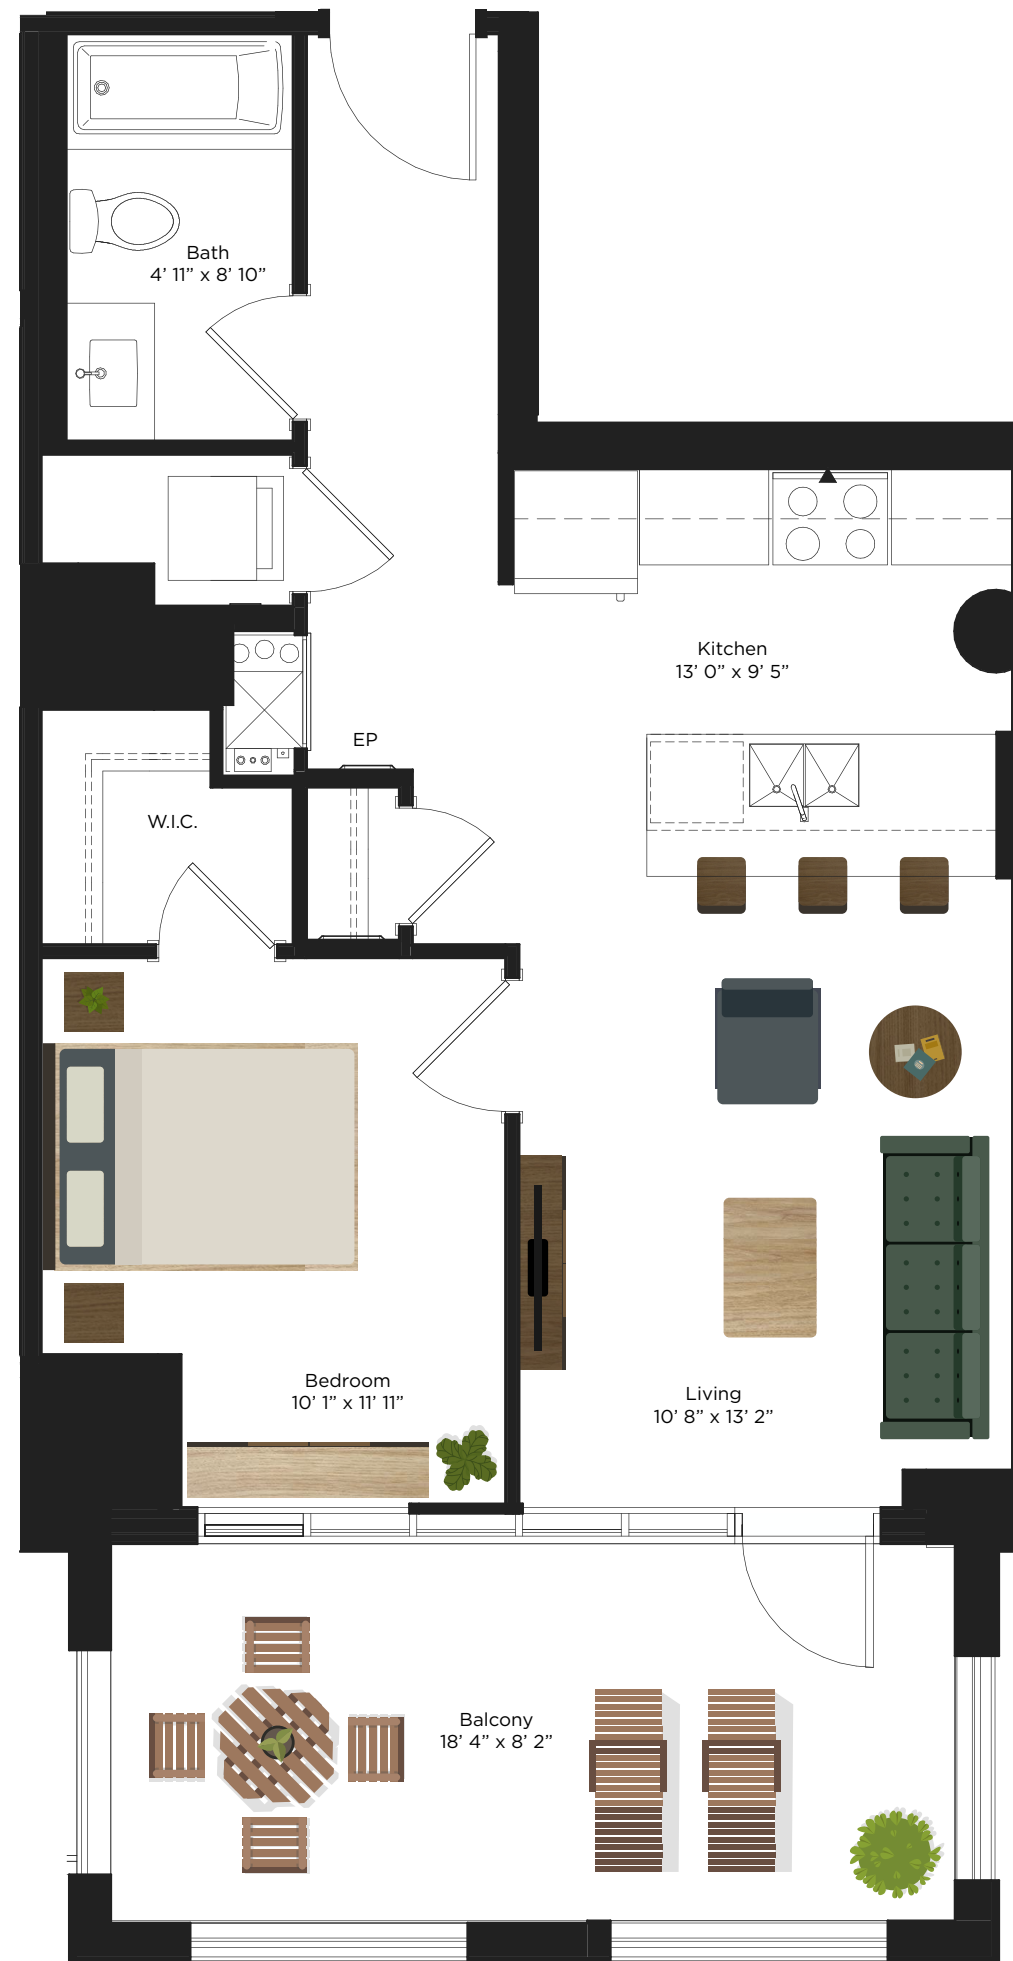 Bath
4’ 11” x 8’ 10”
Kitchen
13’ 0” x 9’ 5”
EP
W.I.C.
Bedroom
10’ 1” x 11’ 11”
Living
10’ 8” x 13’ 2”
Balcony
18’ 4” x 8’ 2”